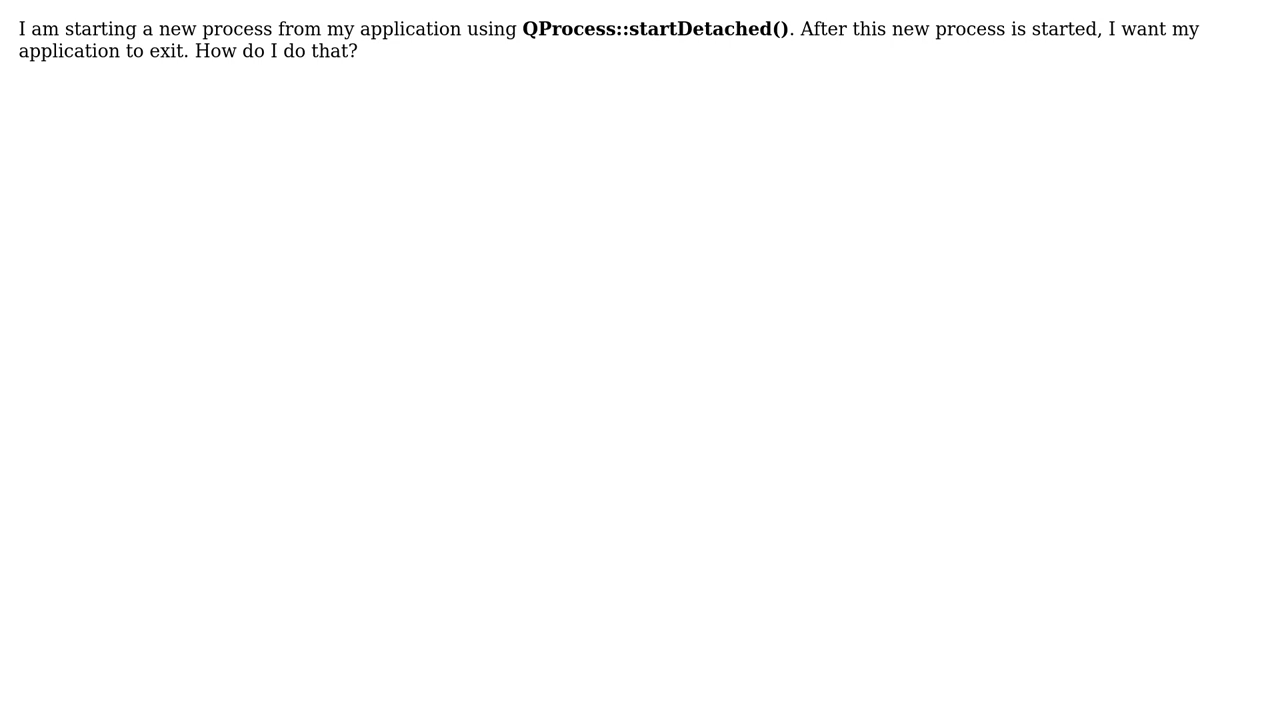 I am starting a new process from my application using QProcess::startDetached(). After this new process is started, I want my
application to exit. How do I do that?